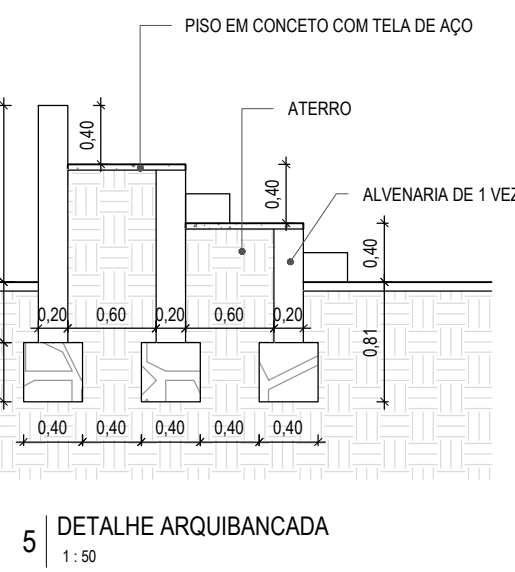 PISO EM CONCETO COM TELA DE AÇO
ATERRO
ALVENARIA DE 1 VEZ
0,40
0,40
0,40
0,81
0,20 0,60 0,20 0,60 0,20
0,40 0,40 0,40 0,40 0,40
5 DETALHE ARQUIBANCADA
1 : 50